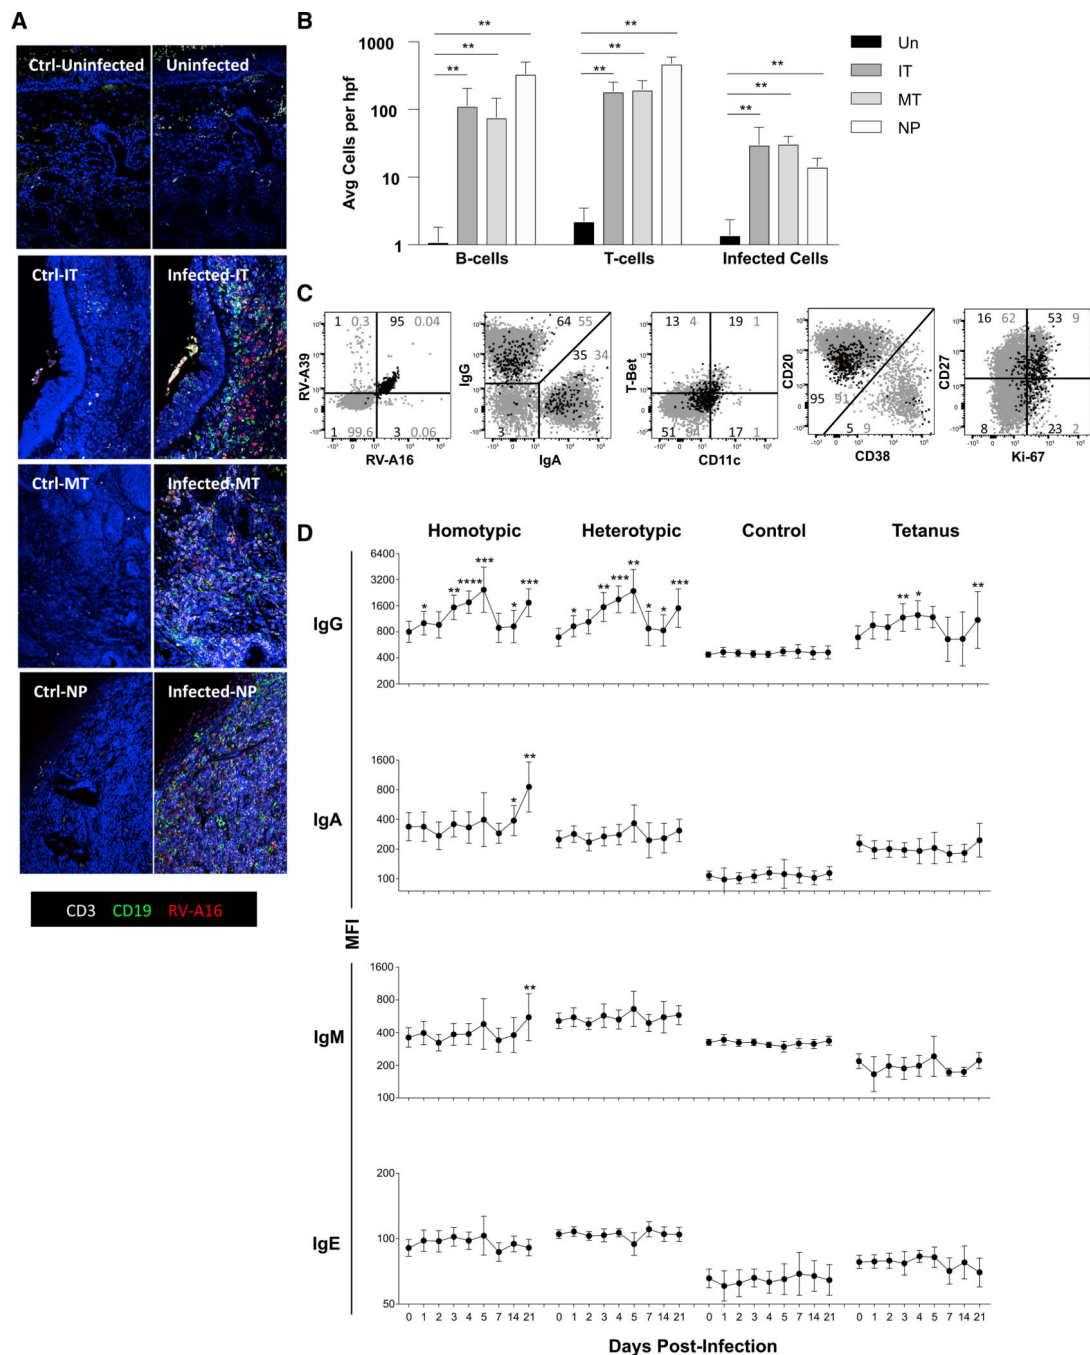 A
Ctrl-Uninfected Uninfected
Ctrl-IT Infected-IT
Ctrl-MT Infected-MT
Ctrl-NP Infected-NP
CD3 CD19 RV-A16
B
** ** ** ** ** ** ** ** **
Avg Cells per hpf
1000
100
10
1
B-cells T-cells Infected Cells
Un
IT
MT
NP
C
RV-A39
1 0.3 95 0.04
1 99.6 3 0.06
RV-A16
IgG
64 55
35 34
3
IgA
T-Bet
13 4 19 1
51 17 1
CD11c
CD20
95 91
5 9
CD38
CD27
16 62 53 9
8 23 2
Ki-67
D
Homotypic Heterotypic Control Tetanus
IgG
6400
3200
1600
800
400
200
* ** **** *** * ***
* ** *** ** * * ***
** * **
IgA
1600
800
400
200
100
* **
MFI
IgM
1600
800
400
200
100
**
IgE
200
100
50
0 1 2 3 4 5 7 14 21 0 1 2 3 4 5 7 14 21 0 1 2 3 4 5 7 14 21 0 1 2 3 4 5 7 14 21
Days Post-Infection